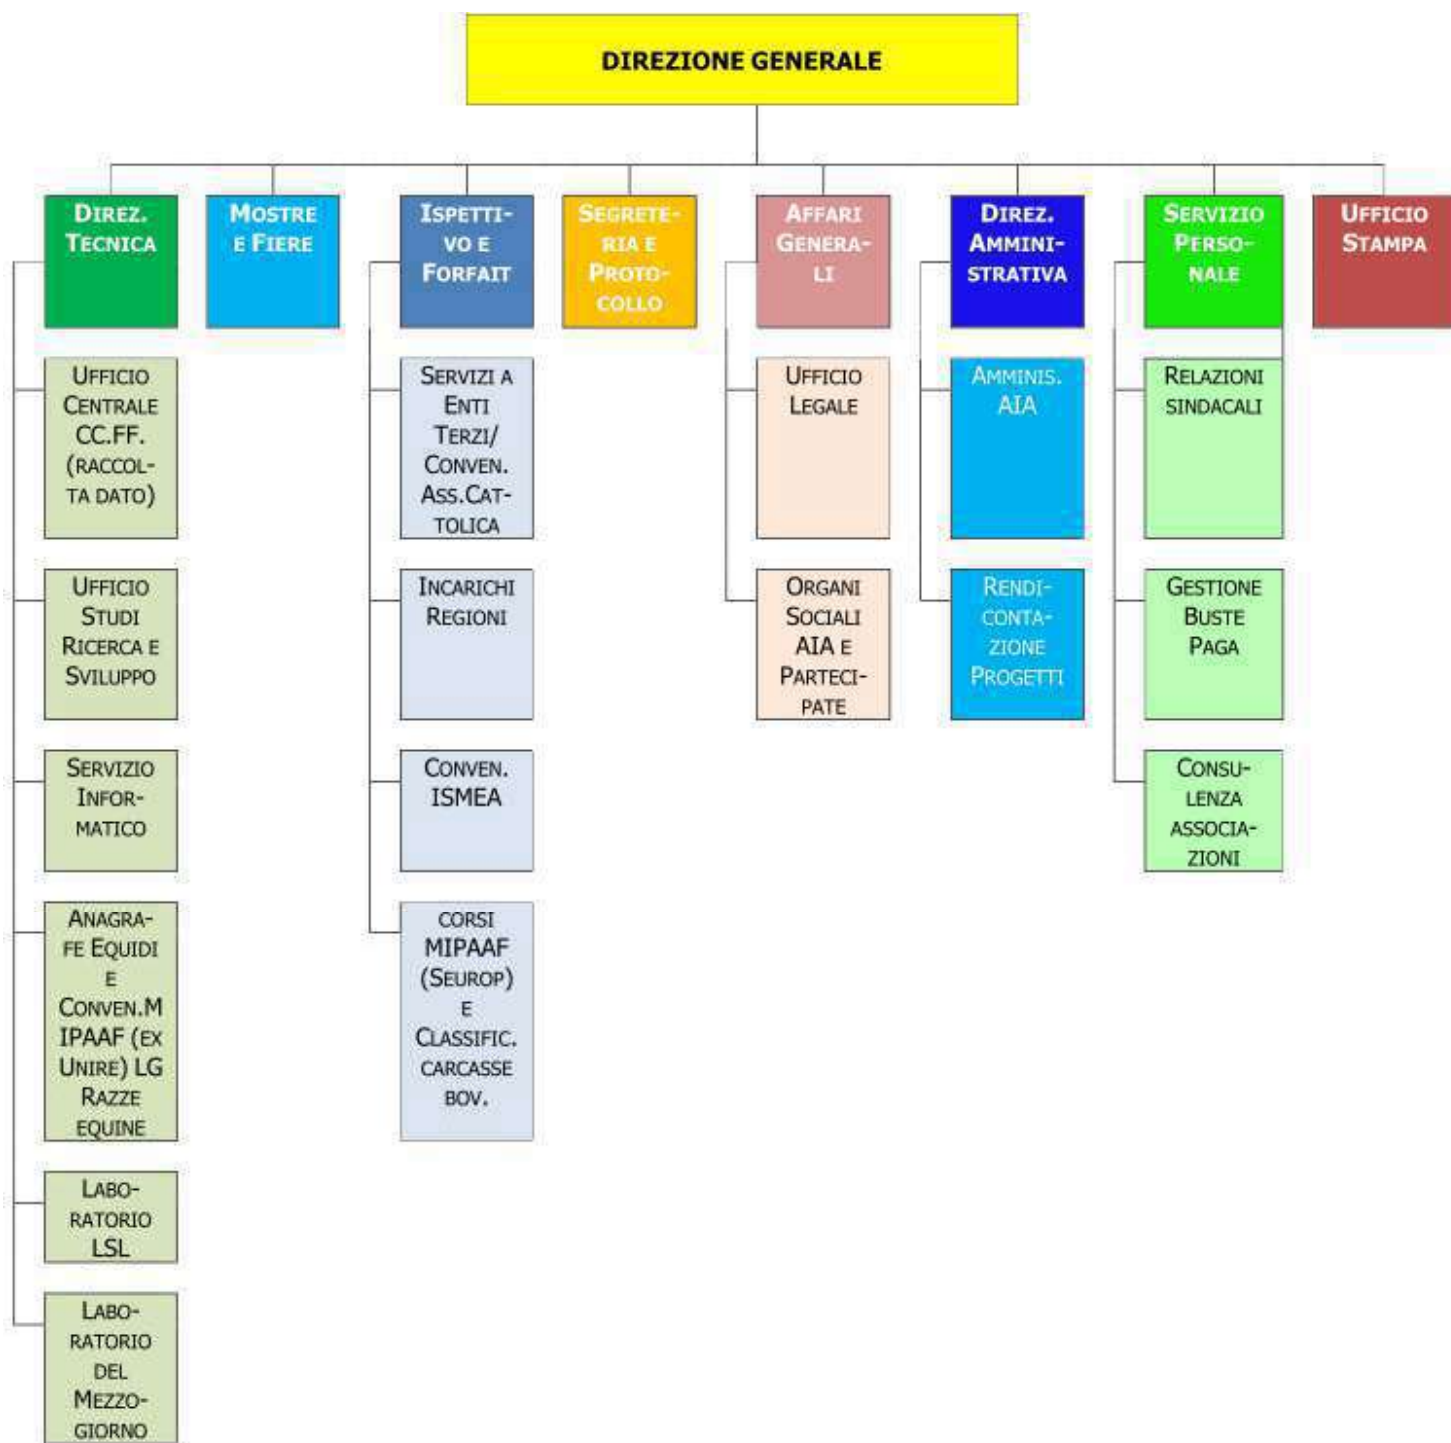 DIREZIONE GENERALE
DIREZ.
TECNICA
MOSTRE
E FIERE
ISPETTI-
VO E
FORFAIT
SEGRETE-
RIA E
PROTO-
COLLO
AFFARI
GENERA-
LI
DIREZ.
AMMINI-
STRATIVA
SERVIZIO
PERSO-
NALE
UFFICIO
STAMPA
UFFICIO
CENTRALE
CC.FF.
(RACCOL-
TA DATO)
SERVIZI A
ENTI
TERZI/
CONVEN.
ASS.CAT-
TOLICA
UFFICIO
LEGALE
AMMINIS.
AIA
RELAZIONI
SINDACALI
UFFICIO
STUDI
RICERCA E
SVILUPPO
INCARICHI
REGIONI
ORGANI
SOCIALI
AIA E
PARTECI-
PATE
RENDI-
CONTA-
ZIONE
PROGETTI
GESTIONE
BUSTE
PAGA
SERVIZIO
INFOR-
MATICO
CONVEN.
ISMEA
CONSU-
LENZA
ASSOCIA-
ZIONI
ANAGRA-
FE EQUIDI
E
CONVEN.M
IPAAF (EX
UNIRE) LG
RAZZE
EQUINE
CORSI
MIPAAF
(SEUROP)
E
CLASSIFIC.
CARCASSE
BOV.
LABO-
RATORIO
LSL
LABO-
RATORIO
DEL
MEZZO-
GIORNO